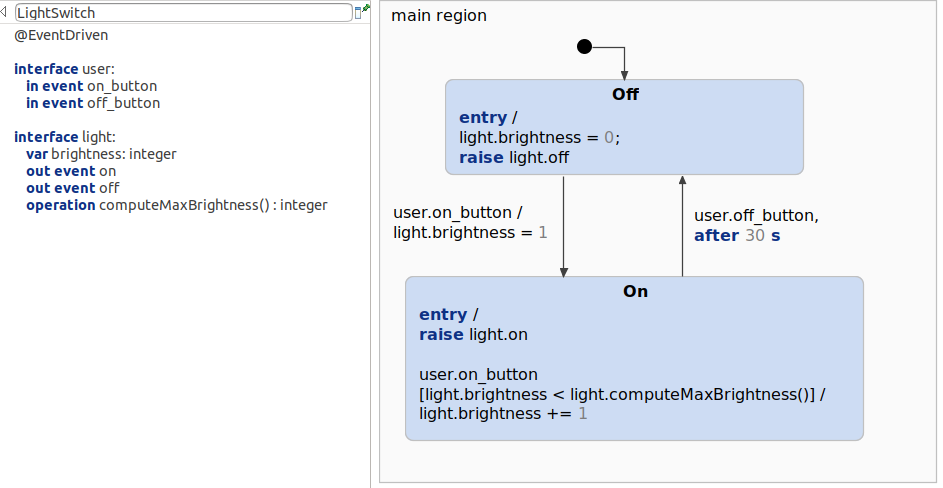 LightSwitch
@EventDriven
interface user:
in event on_button
in event off_button
interface light:
var brightness: integer
out event on
out event off
operation computeMaxBrightness() : integer
main region
Off
entry /
light.brightness = 0;
raise light.off
user.on_button /
light.brightness = 1
user.off_button,
after 30 s
On
entry /
raise light.on
user.on_button
[light.brightness < light.computeMaxBrightness()] /
light.brightness += 1